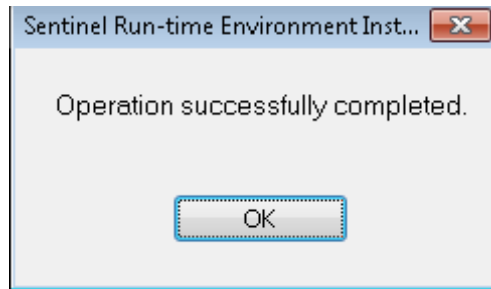 Sentinel Run-time Environment Inst...
Operation successfully completed.
OK